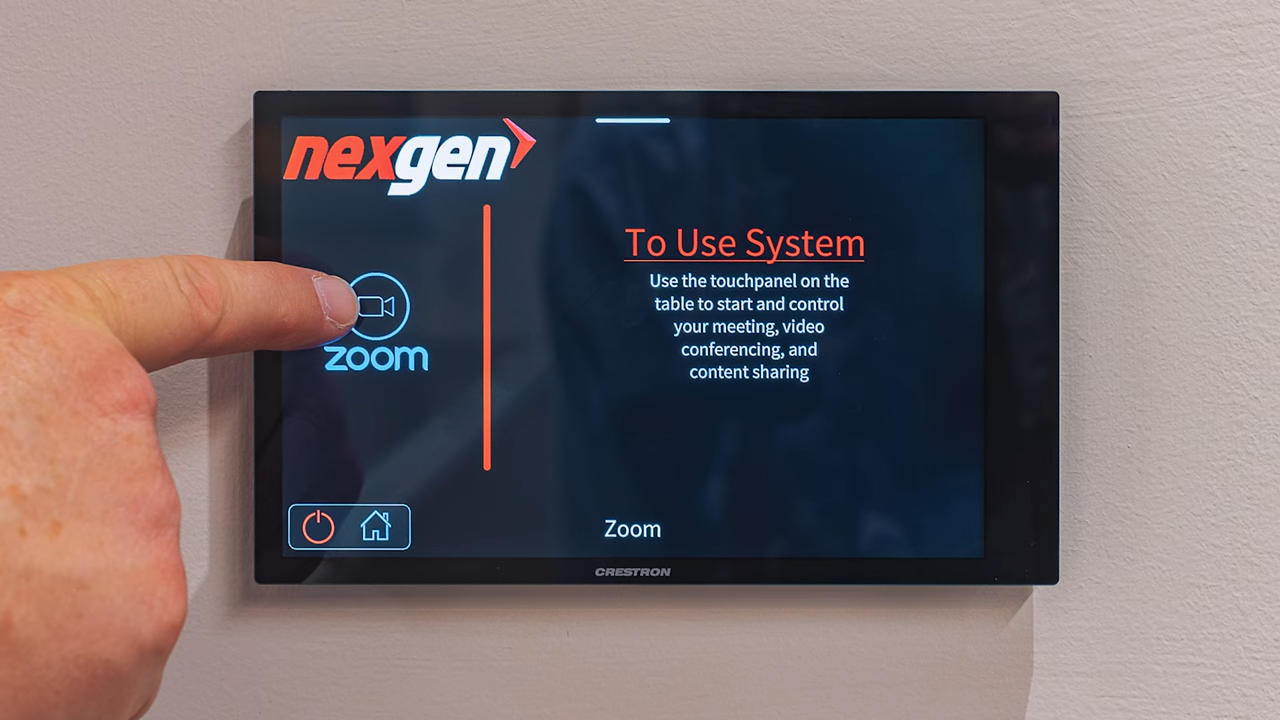 nexgen
To Use System
Use the touchpanel on the
table to start and control
your meeting, video
conferencing, and
content sharing
zoom
Zoom
CRESTRON